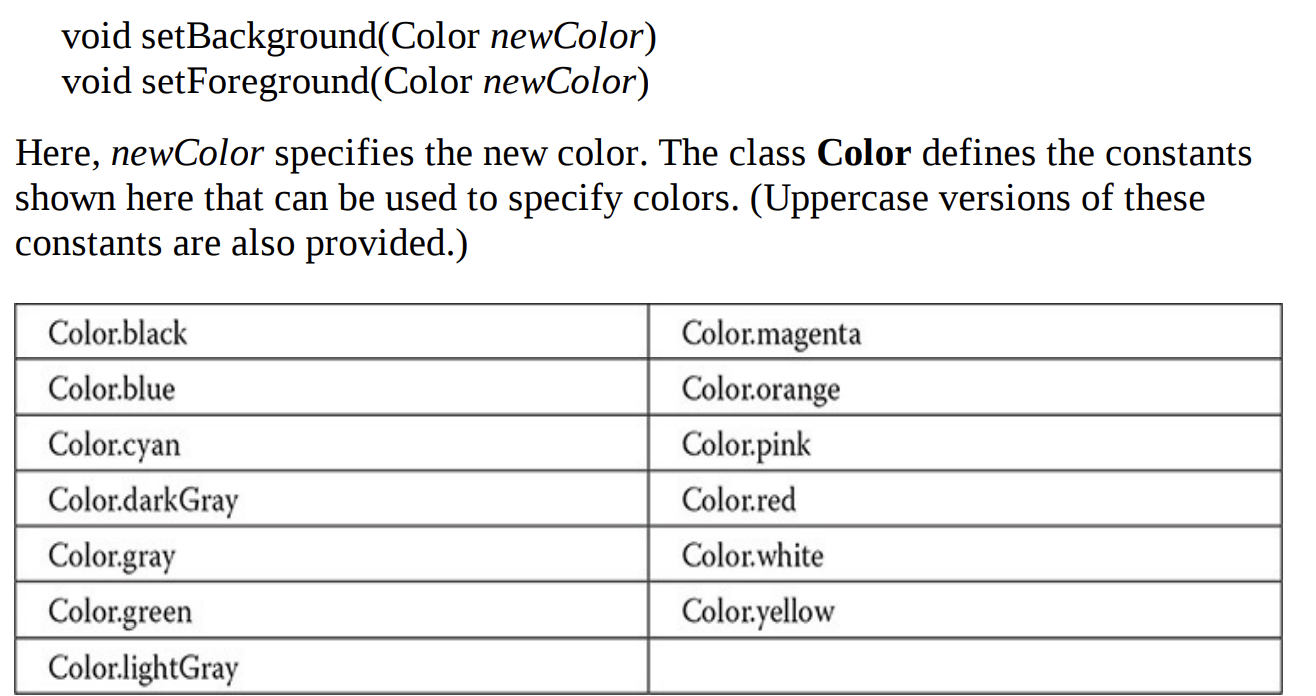 void setBackground(Color newColor)
void setForeground(Color newColor)
Here, newColor specifies the new color. The class Color defines the constants
shown here that can be used to specify colors. (Uppercase versions of these
constants are also provided.)
Color.black Color.magenta
Color.blue Color.orange
Color.cyan Color.pink
Color.darkGray Color.red
Color.gray Color.white
Color.green Color.yellow
Color.lightGray